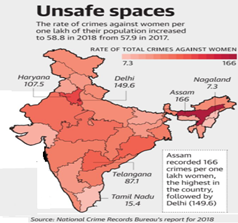 Unsafe spaces
The rate of crimes against women per
one lakh of their population increased
to 58.8 in 2018 from 57.9 in 2017.
RATE OF TOTAL CRIMES AGAINST WOMEN
7.3 166
Haryana
107.5
Delhi
149.6
Nagaland
7.3
Assam
166
Telangana
87.1
Tamil Nadu
15.4
Assam
recorded 166
crimes per one
lakh women,
the highest in
the country,
followed by
Delhi (149.6)
Source: National Crime Records Bureau's report for 2018